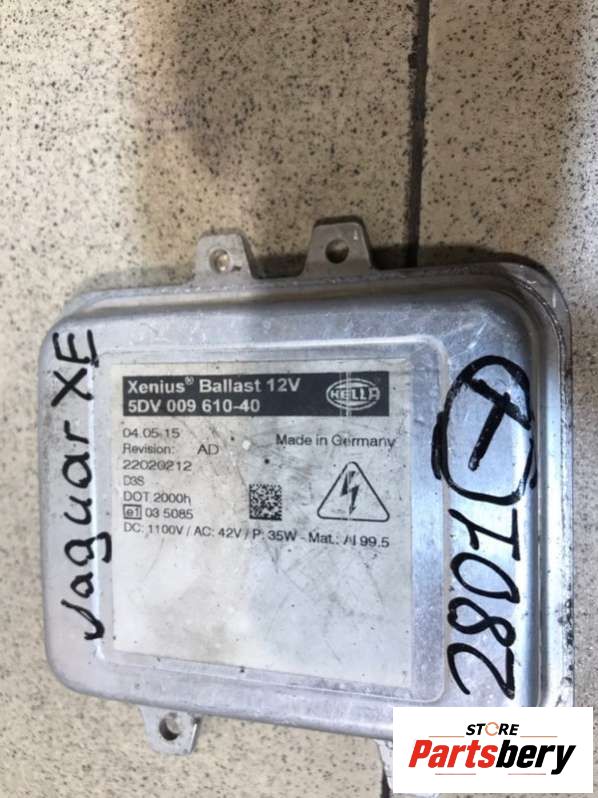 Jaguar XE
Xenius® Ballast 12V
5DV 009 610-40
HELLA
04.05.15
Made in Germany
Revision: AD
22020212
D3S
DOT 2000h
e1 03 5085
DC: 1100V / AC: 42V / P: 35W - Mat.: Al 99.5
2801
STORE
Partsbery